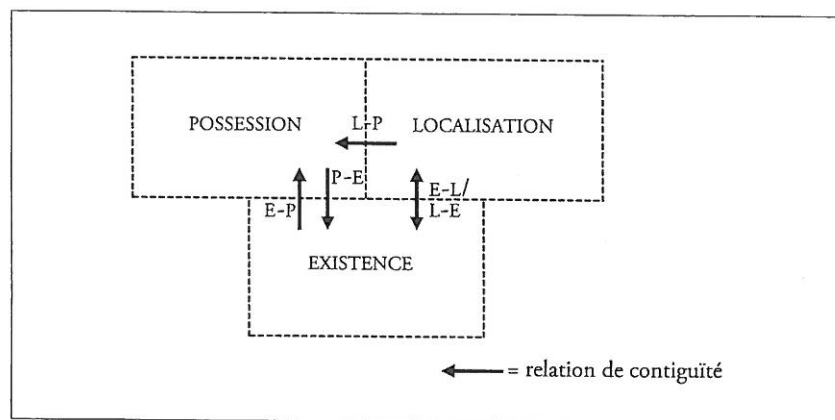 POSSESSION
L-P
LOCALISATION
P-E
E-P
E-L/
L-E
EXISTENCE
= relation de contiguïté